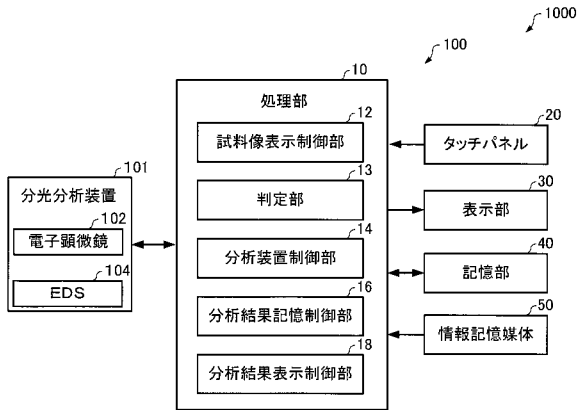 1000
100
10
処理部
12
試料像表示制御部
13
判定部
14
分析装置制御部
16
分析結果記憶制御部
18
分析結果表示制御部
101
分光分析装置
102
電子顕微鏡
104
EDS
20
タッチパネル
30
表示部
40
記憶部
50
情報記憶媒体